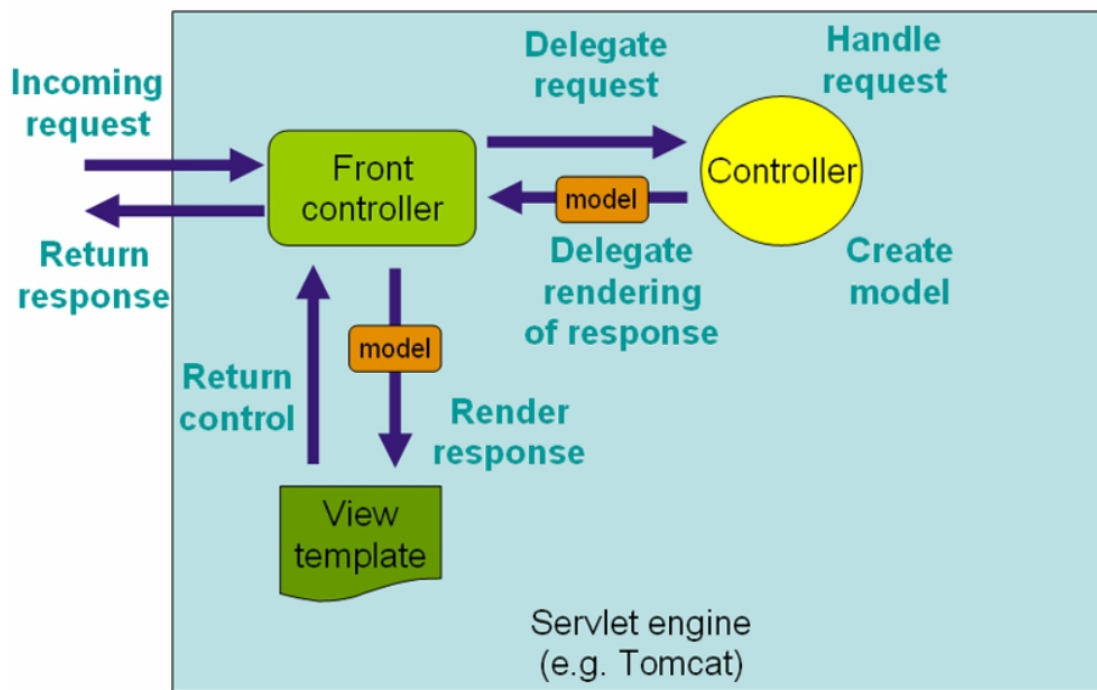 Incoming
request
Return
response
Front
controller
Delegate
request
Handle
request
Controller
model
Delegate
rendering
of response
Create
model
model
Return
control
Render
response
View
template
Servlet engine
(e.g. Tomcat)